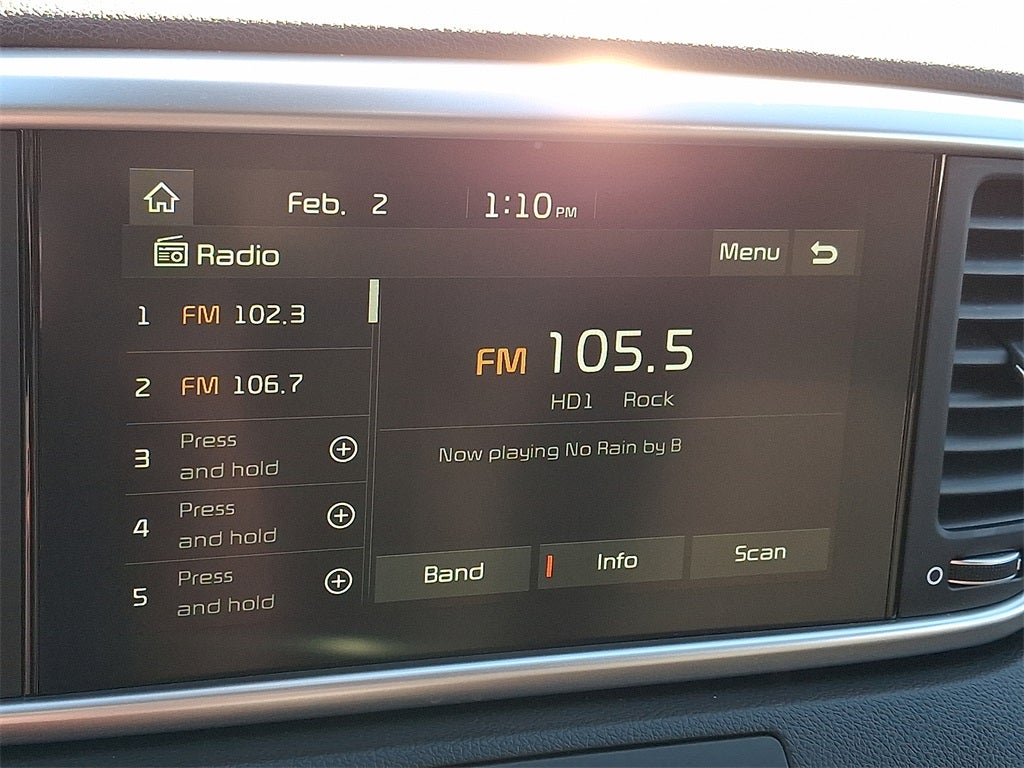 Feb. 2 1:10 PM
Radio Menu
1 FM 102.3
2 FM 106.7
3 Press and hold
4 Press and hold
5 Press and hold
FM 105.5
HD1 Rock
Now playing No Rain by B
Band Info Scan